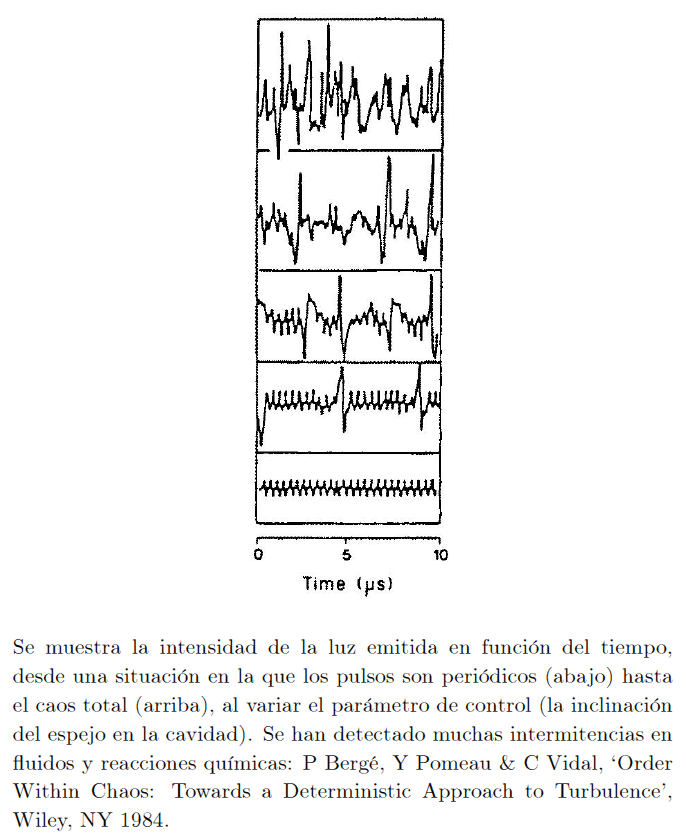 0 5 10
Time (μs)
Se muestra la intensidad de la luz emitida en función del tiempo,
desde una situación en la que los pulsos son periódicos (abajo) hasta
el caos total (arriba), al variar el parámetro de control (la inclinación
del espejo en la cavidad). Se han detectado muchas intermitencias en
fluidos y reacciones químicas: P Bergé, Y Pomeau & C Vidal, ‘Order
Within Chaos: Towards a Deterministic Approach to Turbulence’,
Wiley, NY 1984.